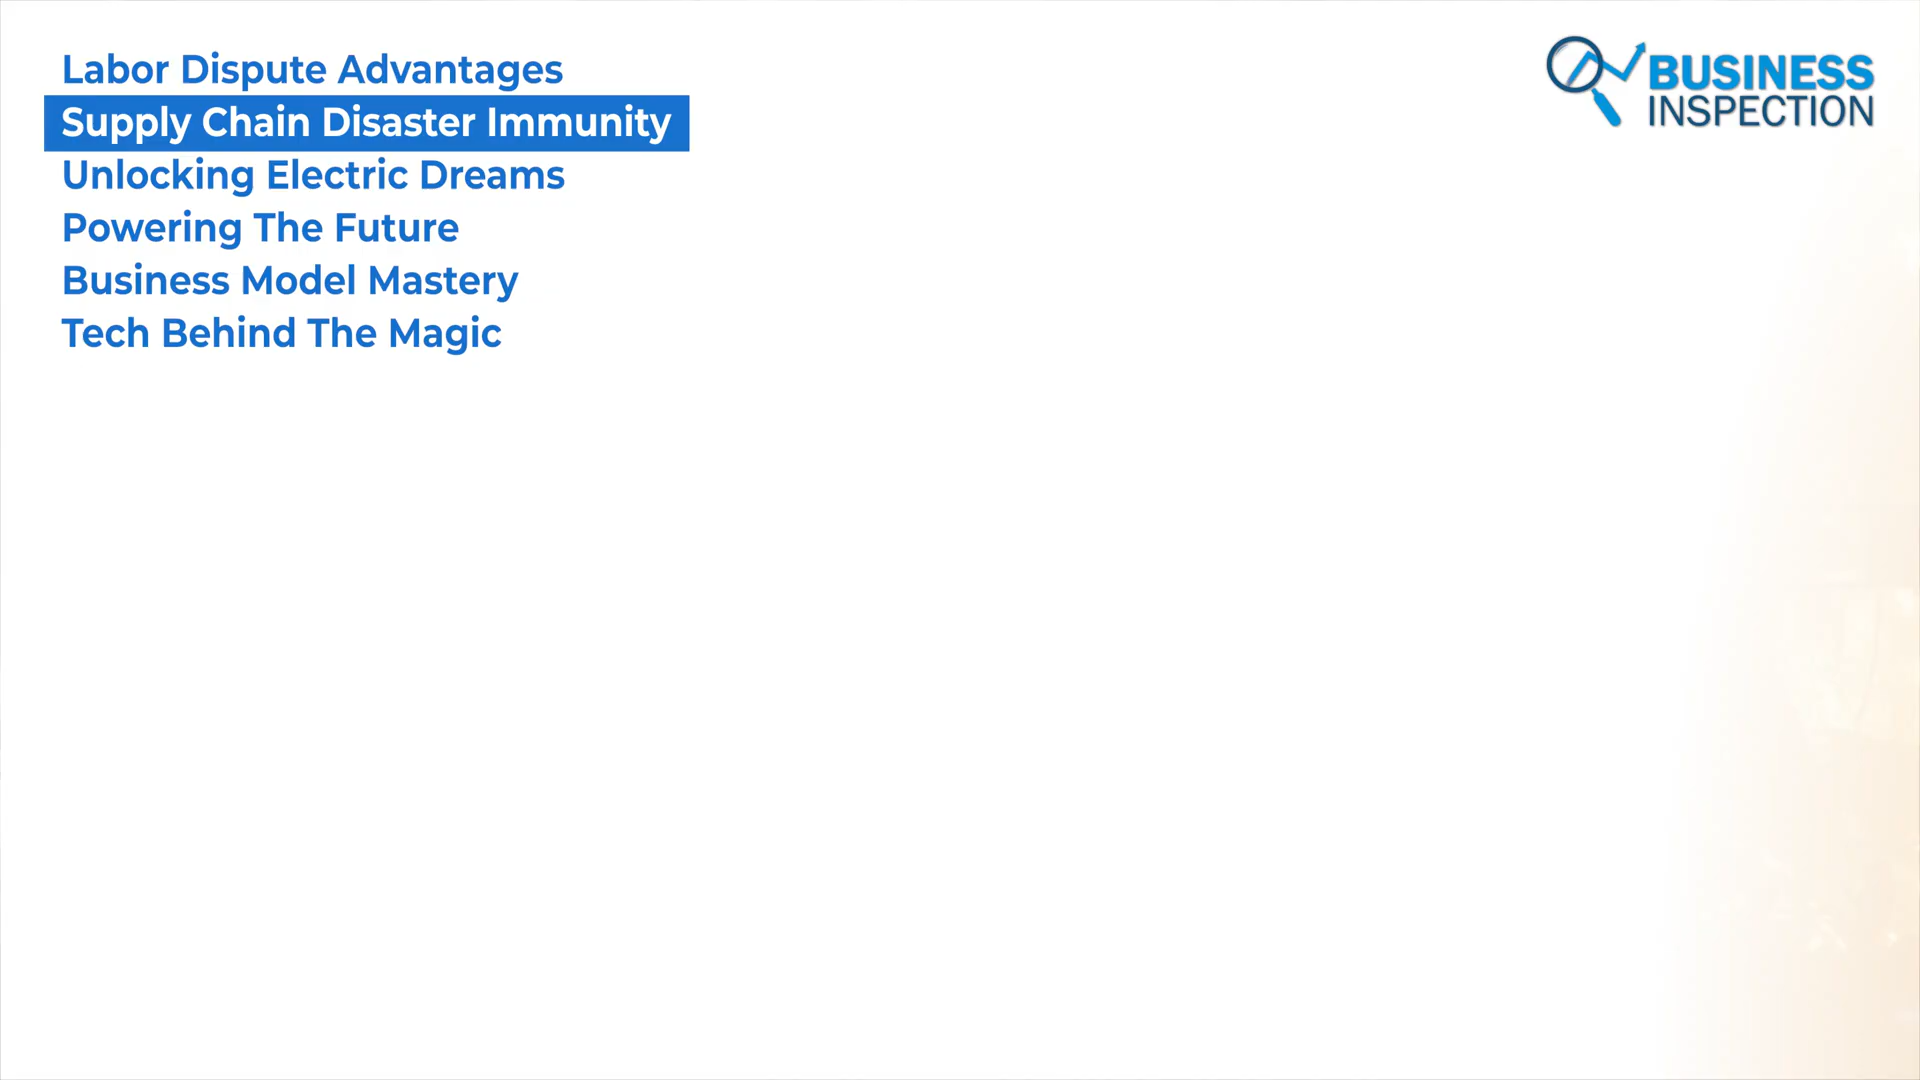 Labor Dispute Advantages
Supply Chain Disaster Immunity
Unlocking Electric Dreams
Powering The Future
Business Model Mastery
Tech Behind The Magic
BUSINESS
INSPECTION